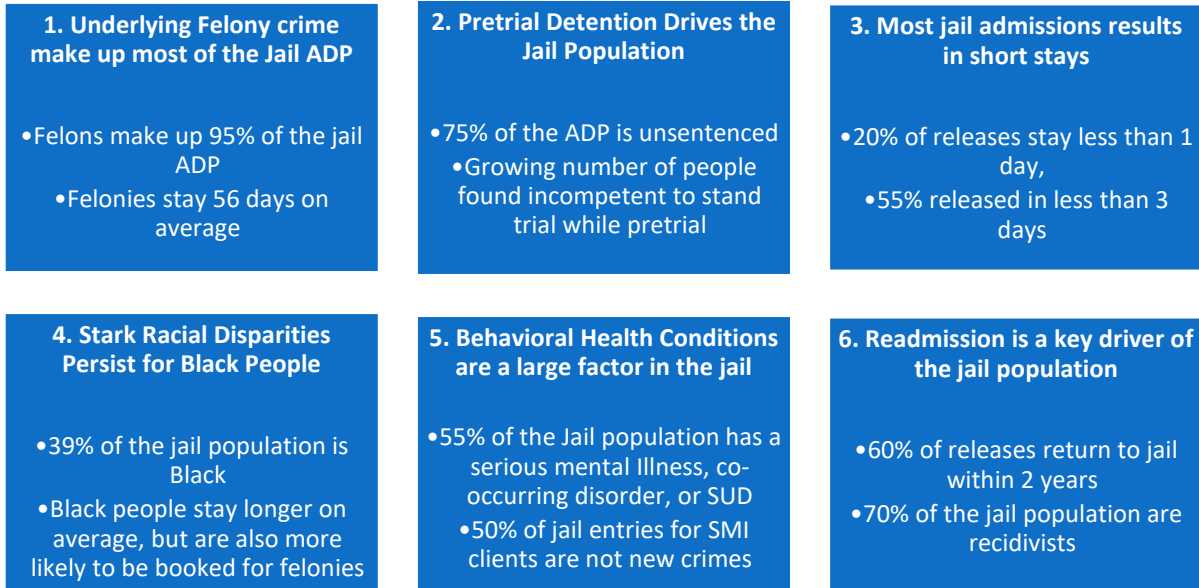 1. Underlying Felony crime
make up most of the Jail ADP
•Felons make up 95% of the jail
ADP
•Felonies stay 56 days on
average
2. Pretrial Detention Drives the
Jail Population
•75% of the ADP is unsentenced
•Growing number of people
found incompetent to stand
trial while pretrial
3. Most jail admissions results
in short stays
•20% of releases stay less than 1
day,
•55% released in less than 3
days
4. Stark Racial Disparities
Persist for Black People
•39% of the jail population is
Black
•Black people stay longer on
average, but are also more
likely to be booked for felonies
5. Behavioral Health Conditions
are a large factor in the jail
•55% of the Jail population has a
serious mental Illness, co-
occurring disorder, or SUD
•50% of jail entries for SMI
clients are not new crimes
6. Readmission is a key driver of
the jail population
•60% of releases return to jail
within 2 years
•70% of the jail population are
recidivists